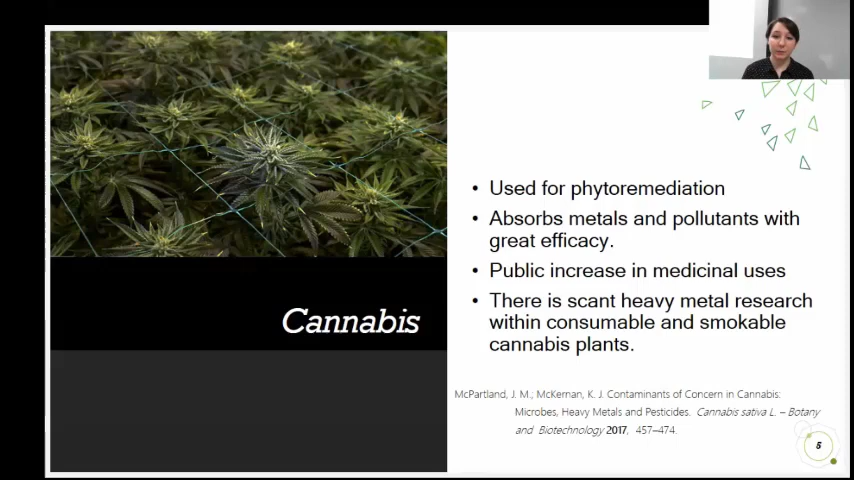 Cannabis
• Used for phytoremediation
• Absorbs metals and pollutants with
great efficacy.
• Public increase in medicinal uses
• There is scant heavy metal research
within consumable and smokable
cannabis plants.
McPartland, J. M.; McKernan, K. J. Contaminants of Concern in Cannabis:
Microbes, Heavy Metals and Pesticides. Cannabis sativa L. – Botany
and Biotechnology 2017, 457–474.
5